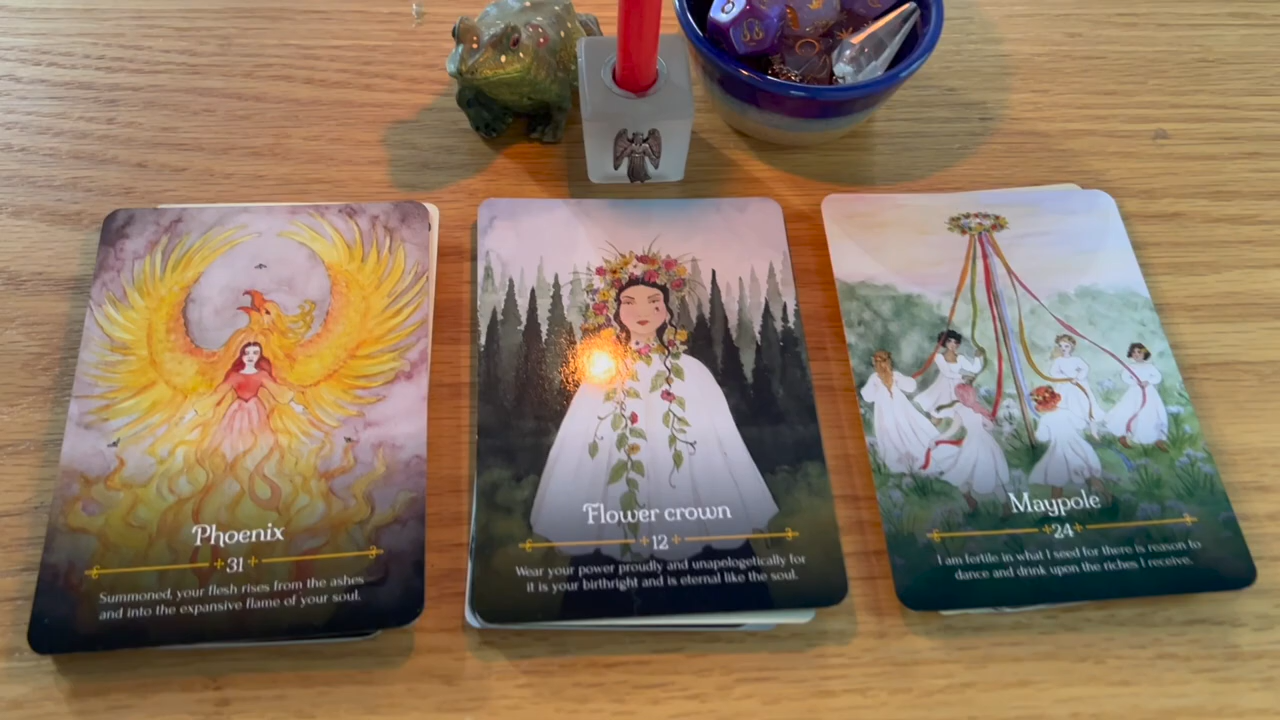 Phoenix
31
Summoned, your flesh rises from the ashes
and into the expansive flame of your soul.
Flower crown
12
Wear your power proudly and unapologetically for
it is your birthright and is eternal like the soul.
Maypole
24
I am fertile in what I seed for there is reason to
dance and drink upon the riches I receive.